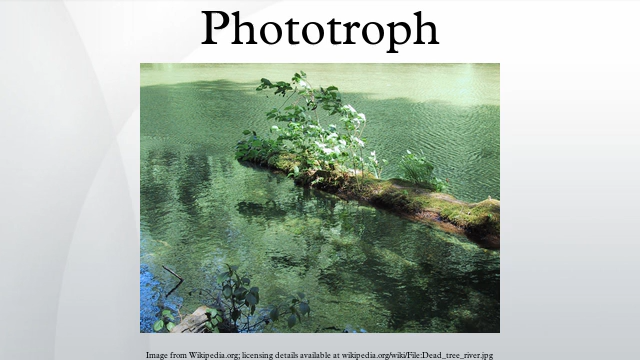 Phototroph
Image from Wikipedia.org; licensing details available at wikipedia.org/wiki/File:Dead_tree_river.jpg